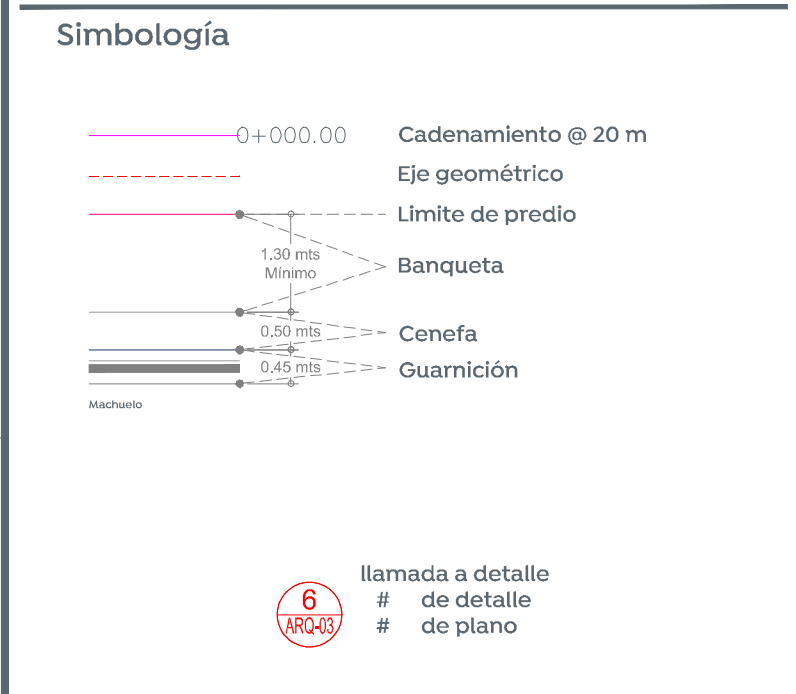 Simbología
0+000.00 Cadenamiento @ 20 m
Eje geométrico
Limite de predio
1.30 mts
Mínimo
Banqueta
0.50 mts Cenefa
0.45 mts Guarnición
Machuelo
llamada a detalle
6 # de detalle
ARQ-03 # de plano